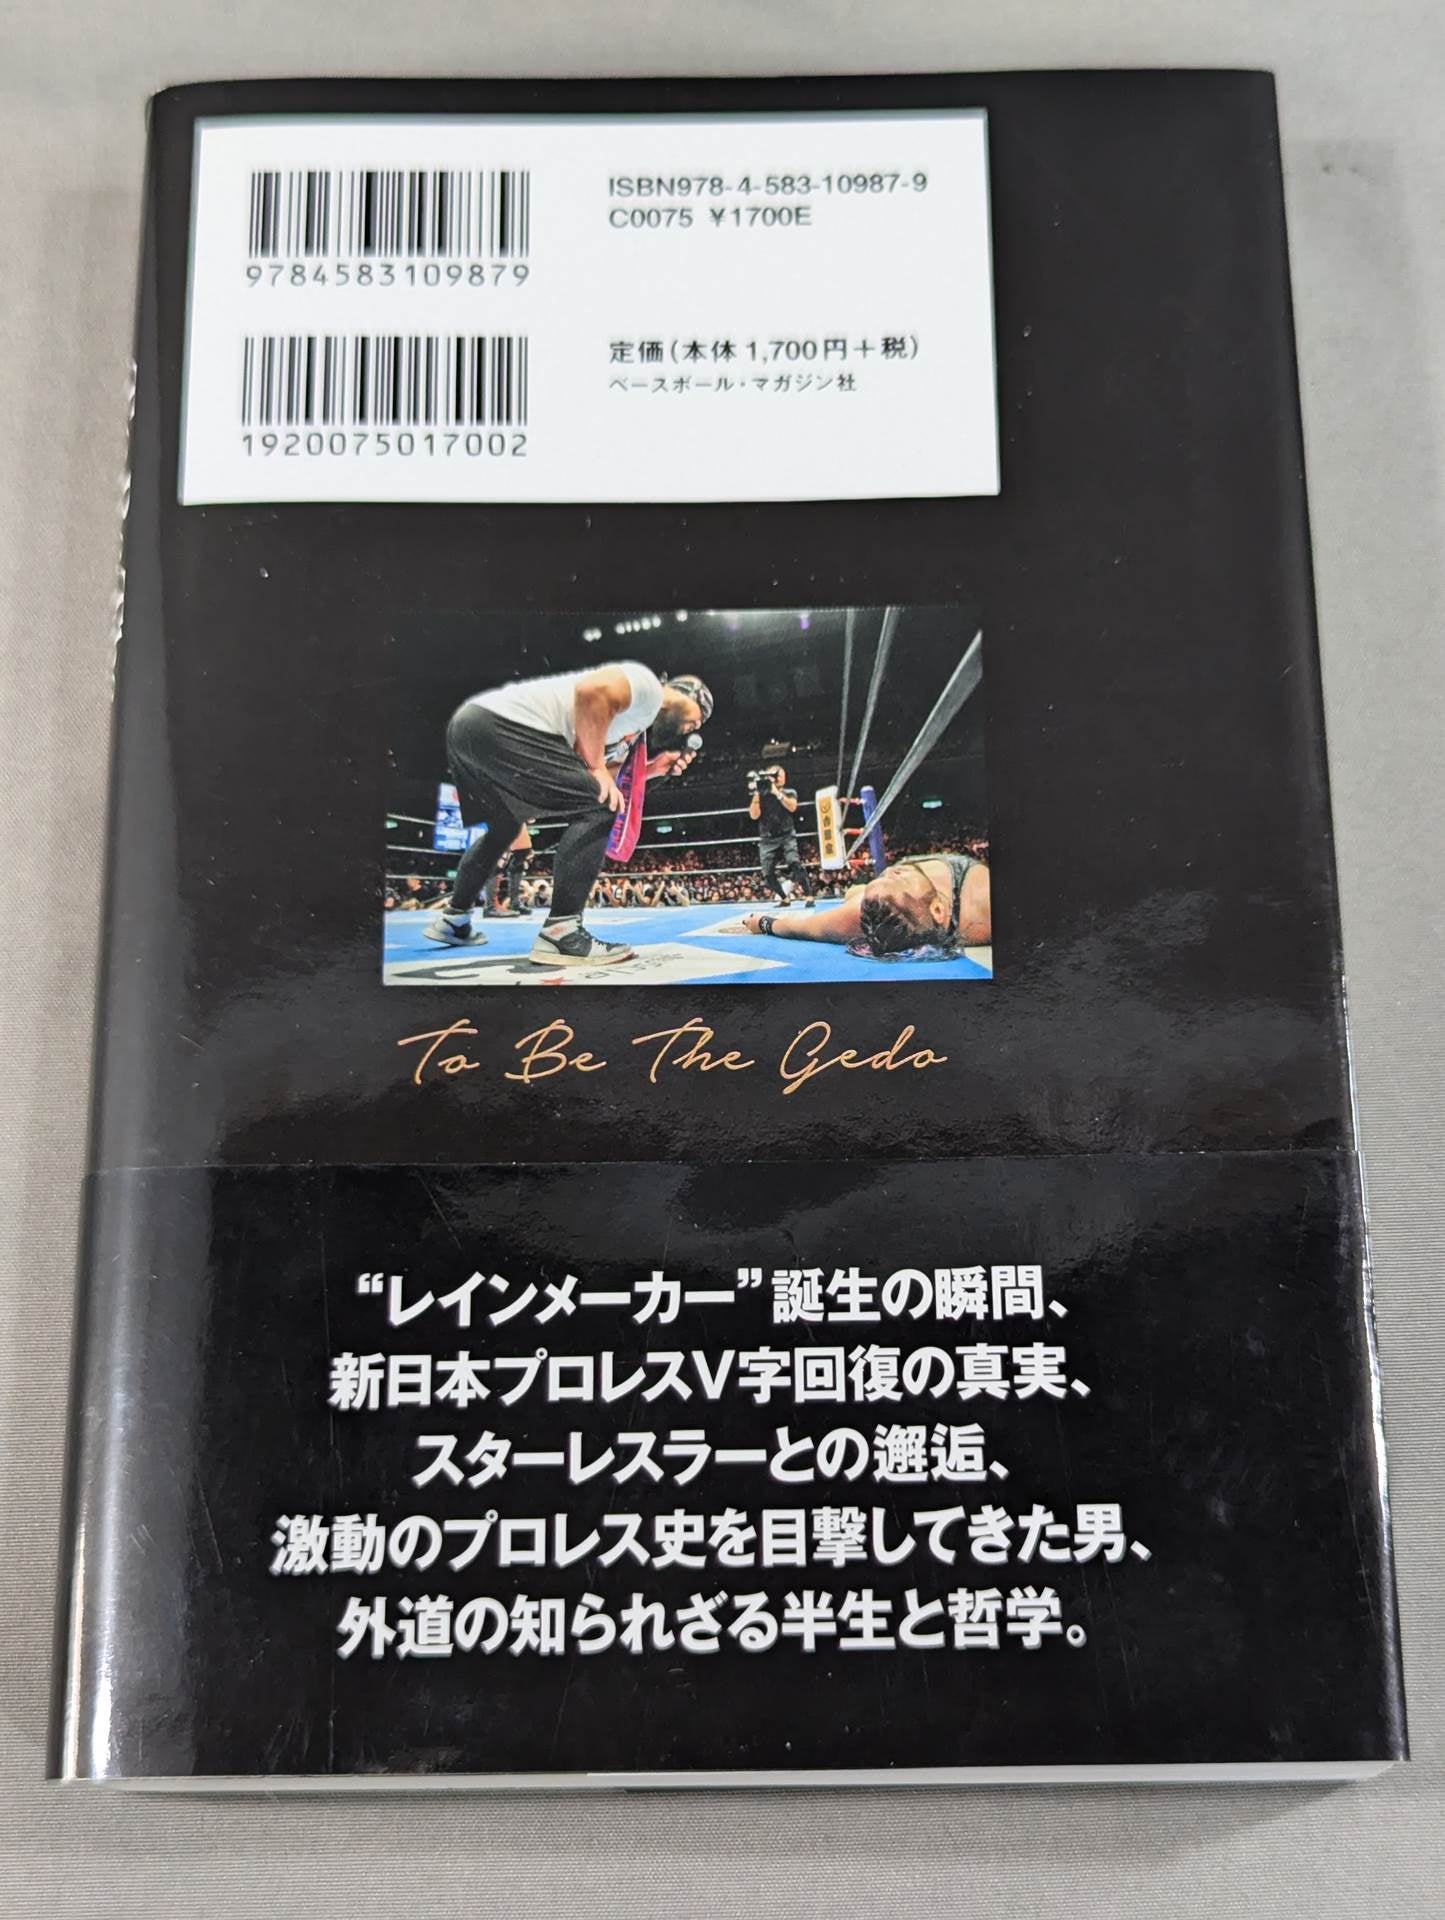 ISBN978-4-583-10987-9
C0075 ¥1700E
9784583109879
定価(本体1,700円+税)
ベースボール・マガジン社
1920075017002
To Be The Gedo
“レインメーカー”誕生の瞬間、
新日本プロレスV字回復の真実、
スターレスラーとの邂逅、
激動のプロレス史を目撃してきた男、
外道の知られざる半生と哲学。